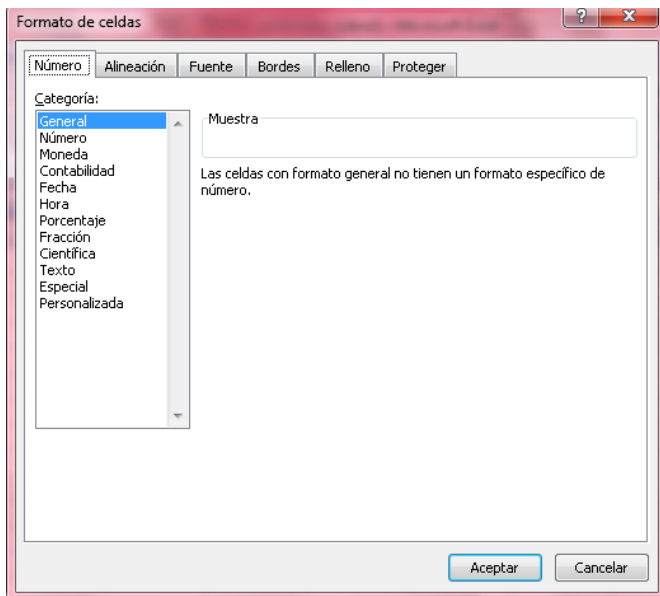 Formato de celdas
Número Alineación Fuente Bordes Relleno Proteger
Categoría:
General
Número
Moneda
Contabilidad
Fecha
Hora
Porcentaje
Fracción
Científica
Texto
Especial
Personalizada
Muestra
Las celdas con formato general no tienen un formato específico de
número.
Aceptar Cancelar